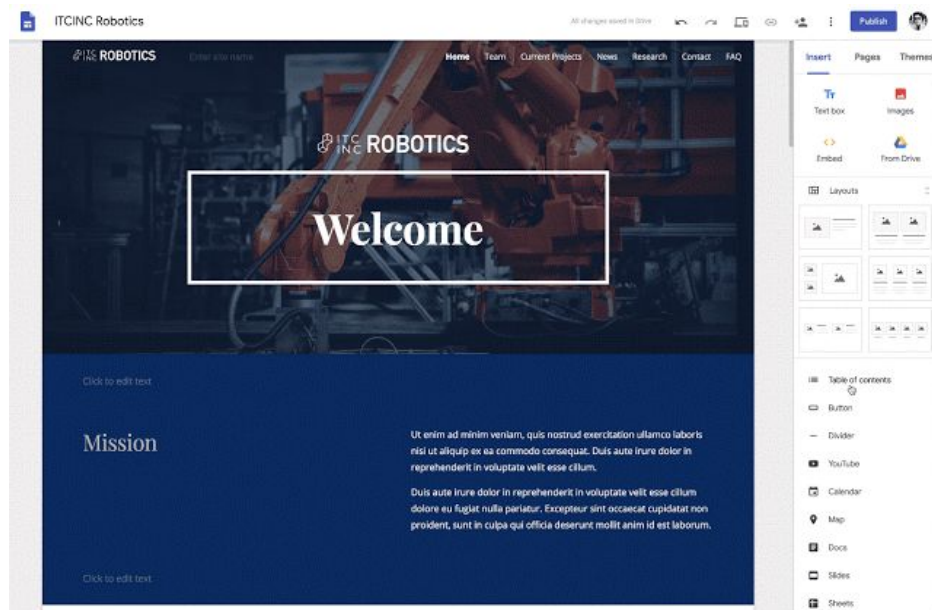 ITCINC Robotics
All changes saved in Drive
Publish
ITC INC ROBOTICS
Enter site name
Home Team Current Projects News Research Contact FAQ
ITC
INC ROBOTICS
Welcome
Click to edit text
Mission
Ut enim ad minim veniam, quis nostrud exercitation ullamco laboris
nisi ut aliquip ex ea commodo consequat. Duis aute irure dolor in
reprehenderit in voluptate velit esse cillum.
Duis aute irure dolor in reprehenderit in voluptate velit esse cillum
dolore eu fugiat nulla pariatur. Excepteur sint occaecat cupidatat non
proident, sunt in culpa qui officia deserunt mollit anim id est laborum.
Click to edit text
Insert Pages Themes
Tт
Text box Images
Embed From Drive
Layouts
Table of contents
Button
Divider
YouTube
Calendar
Map
Docs
Slides
Sheets